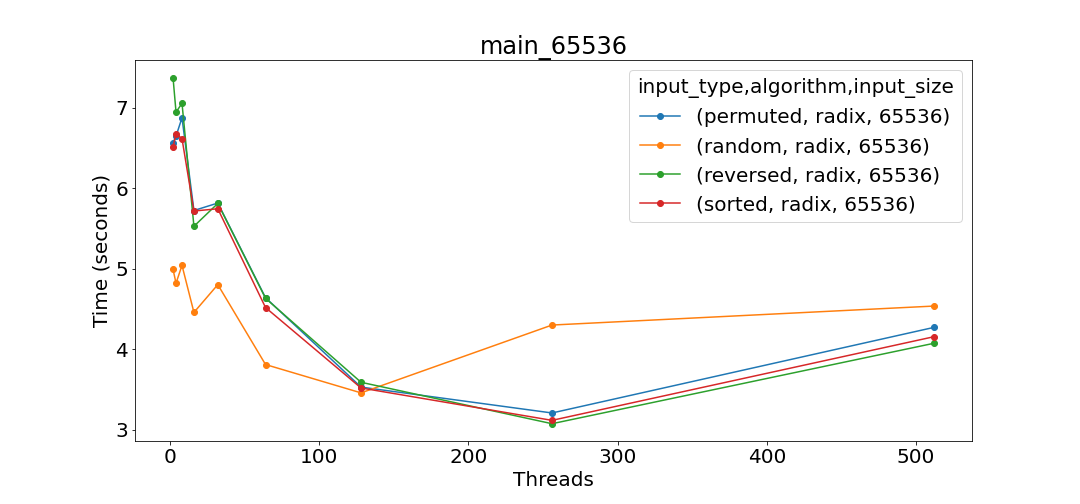 main_65536
input_type,algorithm,input_size
(permuted, radix, 65536)
(random, radix, 65536)
(reversed, radix, 65536)
(sorted, radix, 65536)
Time (seconds)
7
6
5
4
3
0 100 200 300 400 500
Threads